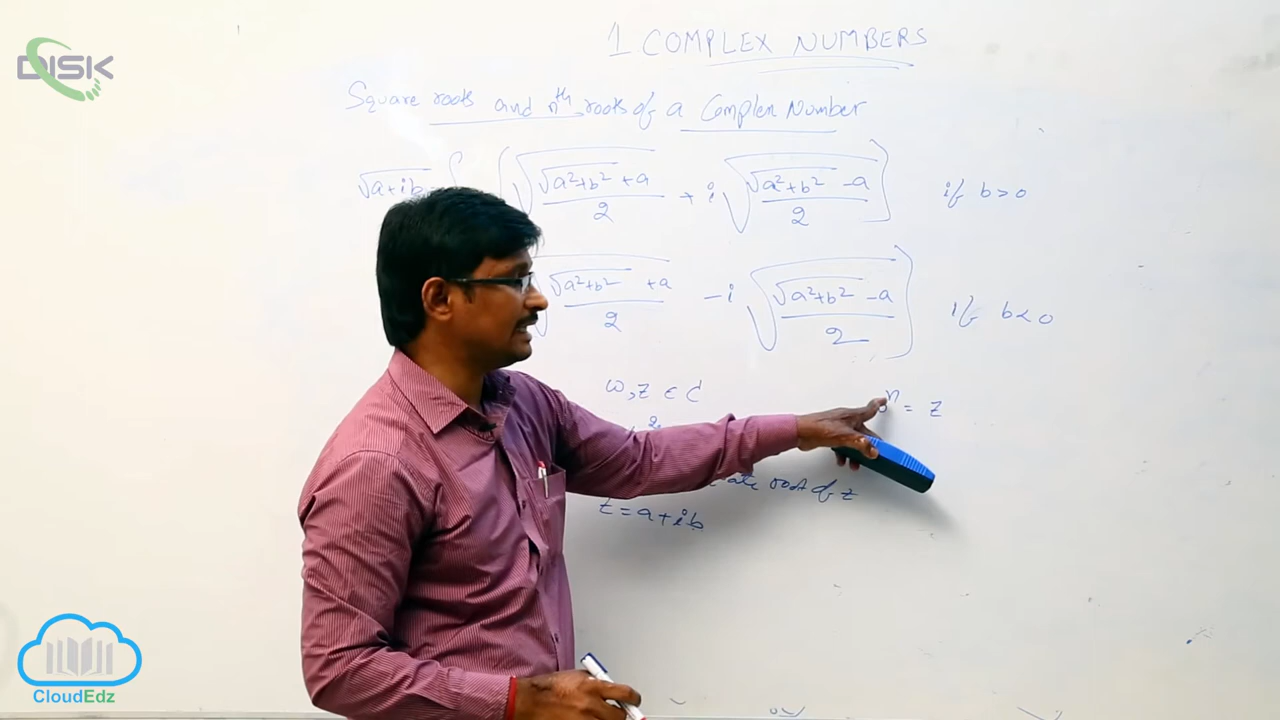 DISK
1 COMPLEX NUMBERS
Square roots and nth roots of a Complex Number
√a+ib = { [√((√a²+b² + a)/2) + i √((√a²+b² - a)/2)] if b > 0
√((√a²+b² + a)/2) - i √((√a²+b² - a)/2)] if b < 0
ω, z ∈ C
n = z
2
root of z
z = a + ib
CloudEdz